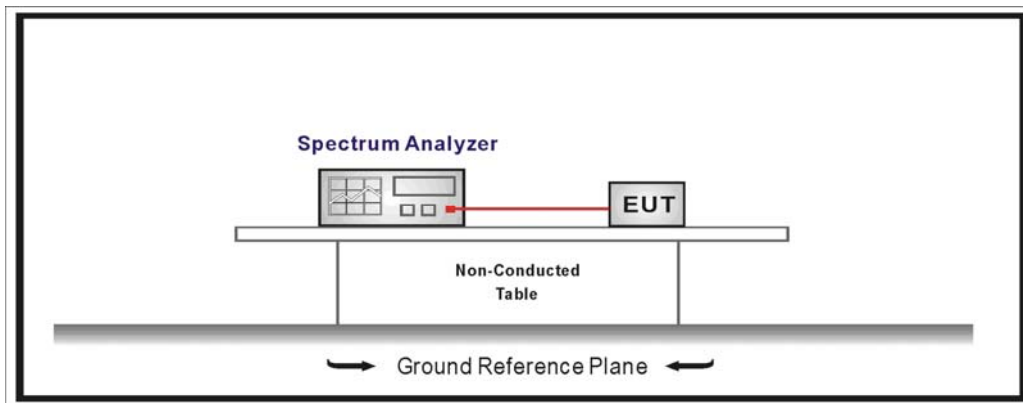 Spectrum Analyzer
EUT
Non-Conducted
Table
Ground Reference Plane